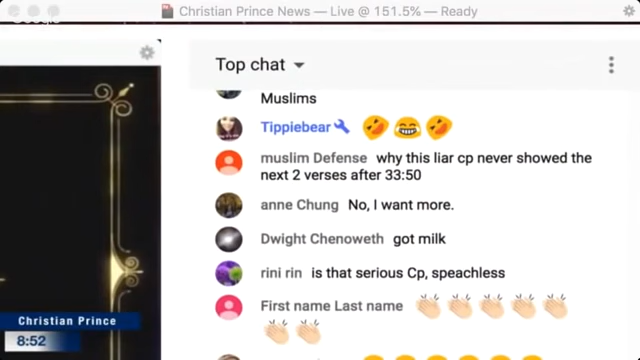 Christian Prince News — Live @ 151.5% — Ready
Google
Top chat
Muslims
Tippiebear
muslim Defense why this liar cp never showed the
next 2 verses after 33:50
anne Chung No, I want more.
Dwight Chenoweth got milk
rini rin is that serious Cp, speachless
First name Last name
Christian Prince
8:52